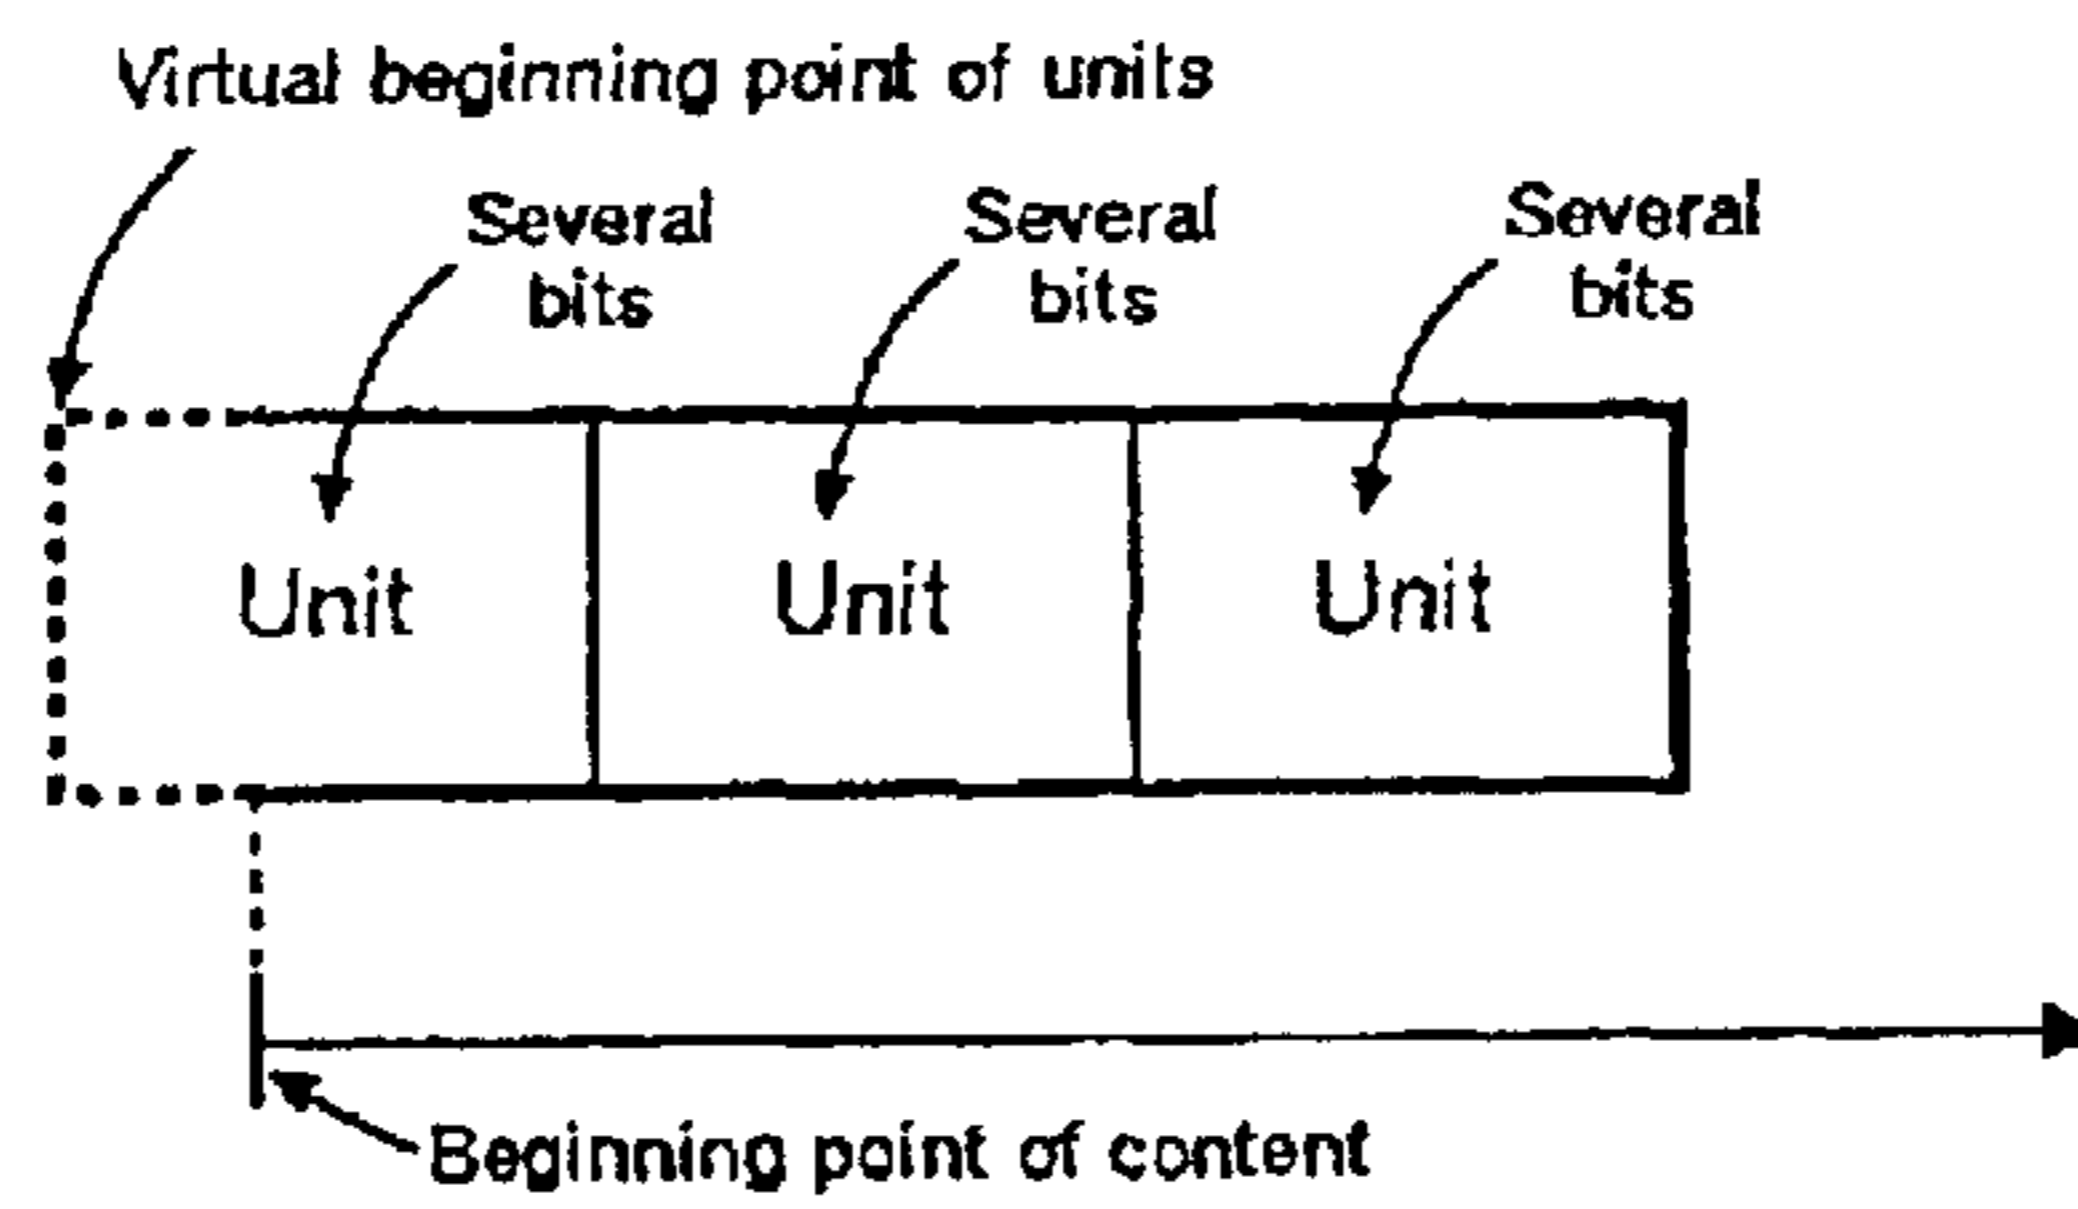 Virtual beginning point of units
Several
bits
Several
bits
Several
bits
Unit
Unit
Unit
Beginning point of content